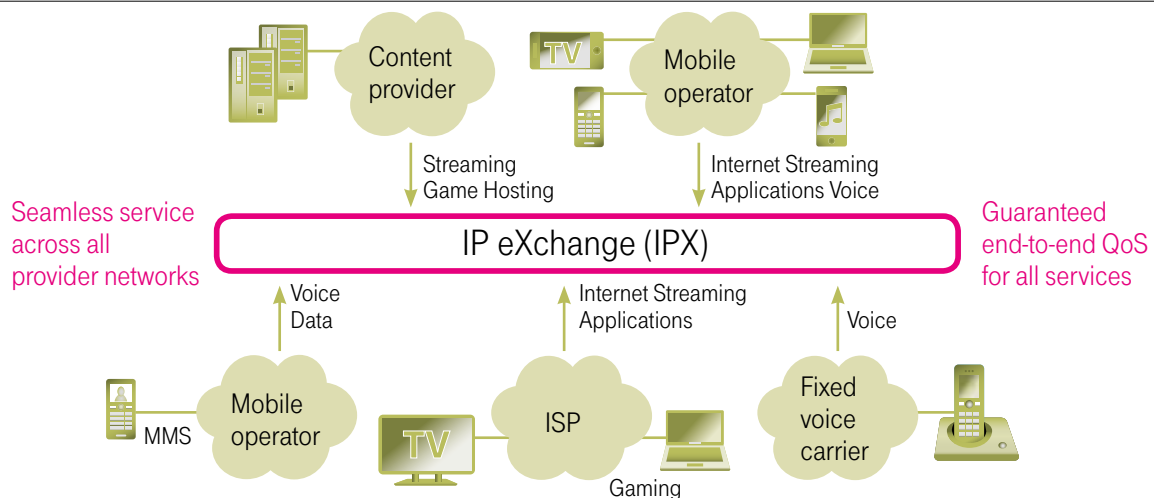 Content
provider
TV
Mobile
operator
Streaming
Game Hosting
Internet Streaming
Applications Voice
Seamless service
across all
provider networks
IP eXchange (IPX)
Guaranteed
end-to-end QoS
for all services
Voice
Data
Internet Streaming
Applications
Voice
MMS
Mobile
operator
TV
ISP
Gaming
Fixed
voice
carrier